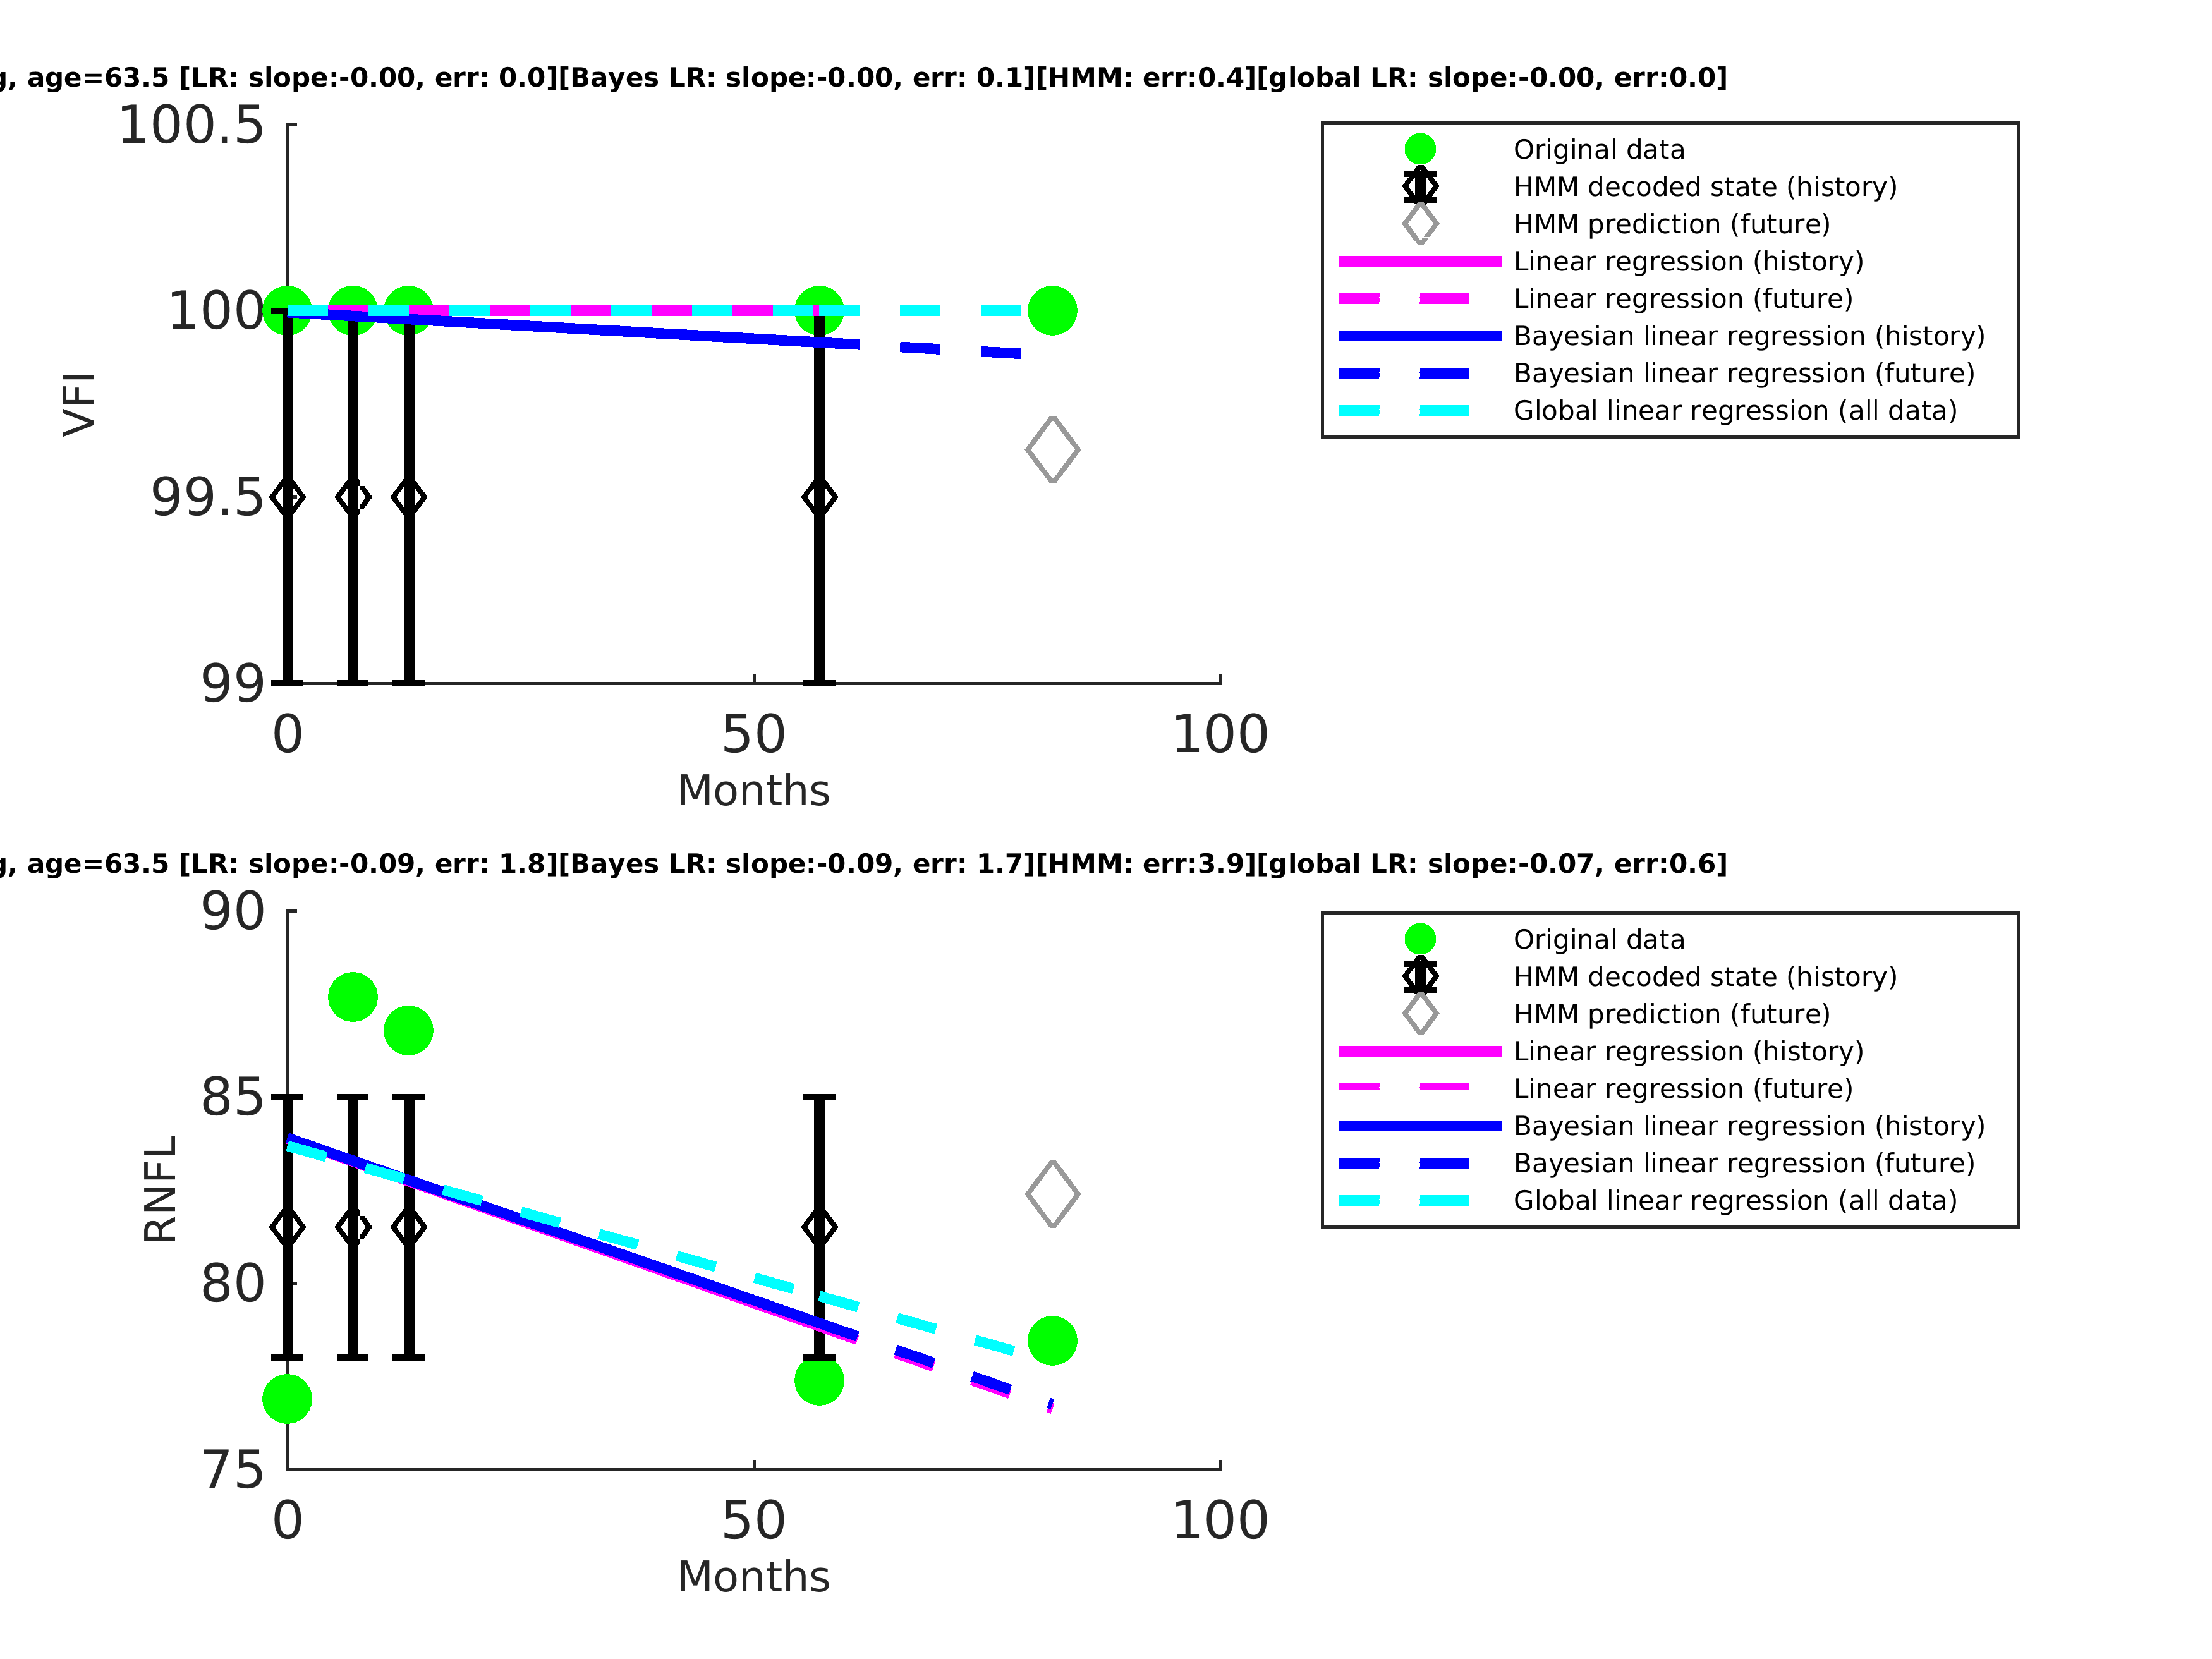 age=63.5 [LR: slope:-0.00, err: 0.0][Bayes LR: slope:-0.00, err: 0.1][HMM: err:0.4][global LR: slope:-0.00, err:0.0]
100.5
100
99.5
99
VFI
0 50 100
Months
Original data
HMM decoded state (history)
HMM prediction (future)
Linear regression (history)
Linear regression (future)
Bayesian linear regression (history)
Bayesian linear regression (future)
Global linear regression (all data)
age=63.5 [LR: slope:-0.09, err: 1.8][Bayes LR: slope:-0.09, err: 1.7][HMM: err:3.9][global LR: slope:-0.07, err:0.6]
90
85
80
75
RNFL
0 50 100
Months
Original data
HMM decoded state (history)
HMM prediction (future)
Linear regression (history)
Linear regression (future)
Bayesian linear regression (history)
Bayesian linear regression (future)
Global linear regression (all data)